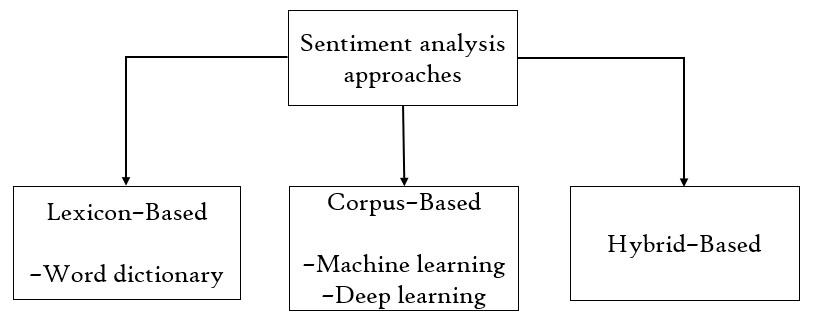 Sentiment analysis
approaches
Lexicon-Based
-Word dictionary
Corpus-Based
-Machine learning
-Deep learning
Hybrid-Based